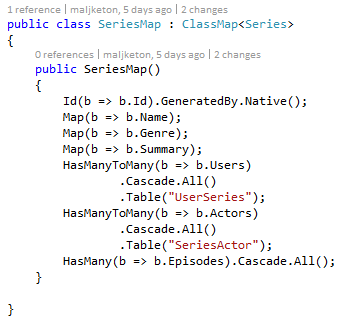 1 reference | maljketon, 5 days ago | 2 changes
public class SeriesMap : ClassMap<Series>
{
0 references | maljketon, 5 days ago | 2 changes
public SeriesMap()
{
Id(b => b.Id).GeneratedBy.Native();
Map(b => b.Name);
Map(b => b.Genre);
Map(b => b.Summary);
HasManyToMany(b => b.Users)
.Cascade.All()
.Table("UserSeries");
HasManyToMany(b => b.Actors)
.Cascade.All()
.Table("SeriesActor");
HasMany(b => b.Episodes).Cascade.All();
}
}